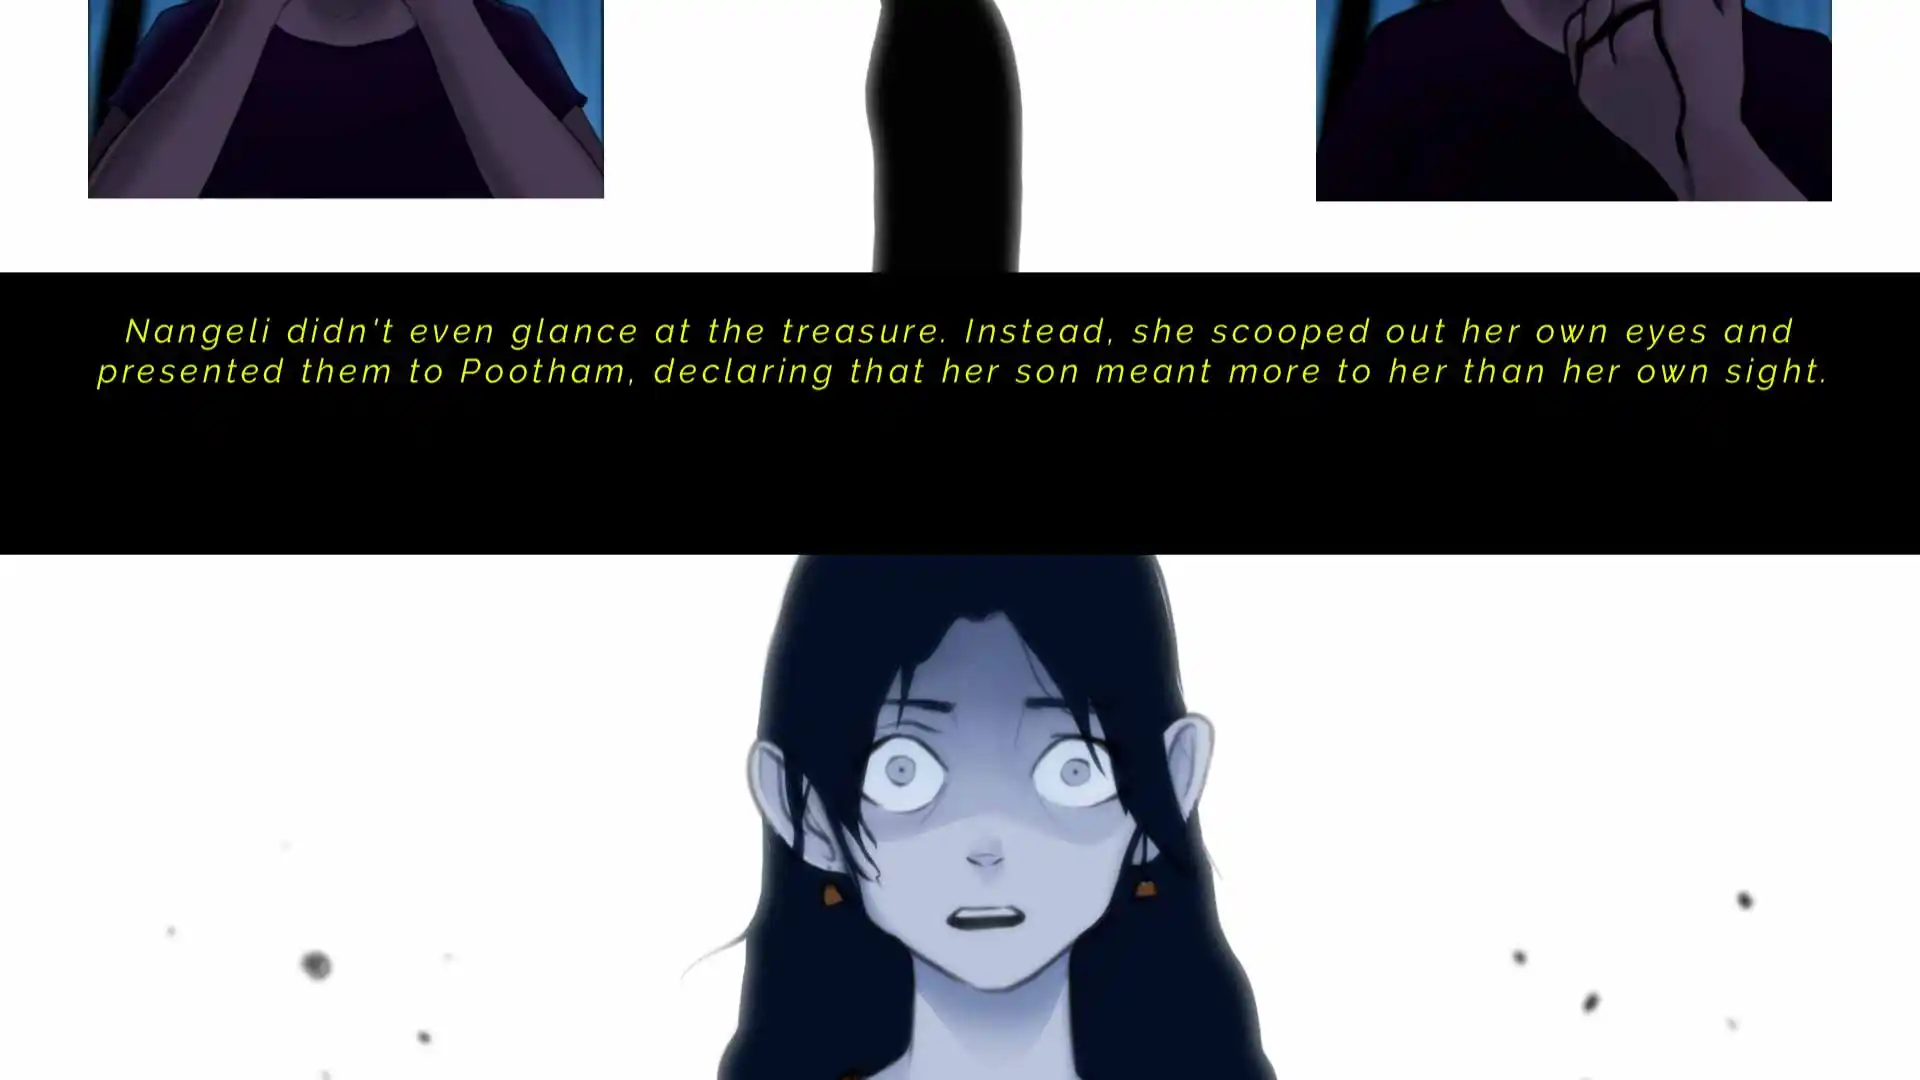 Nangeli didn't even glance at the treasure. Instead, she scooped out her own eyes and
presented them to Pootham, declaring that her son meant more to her than her own sight.